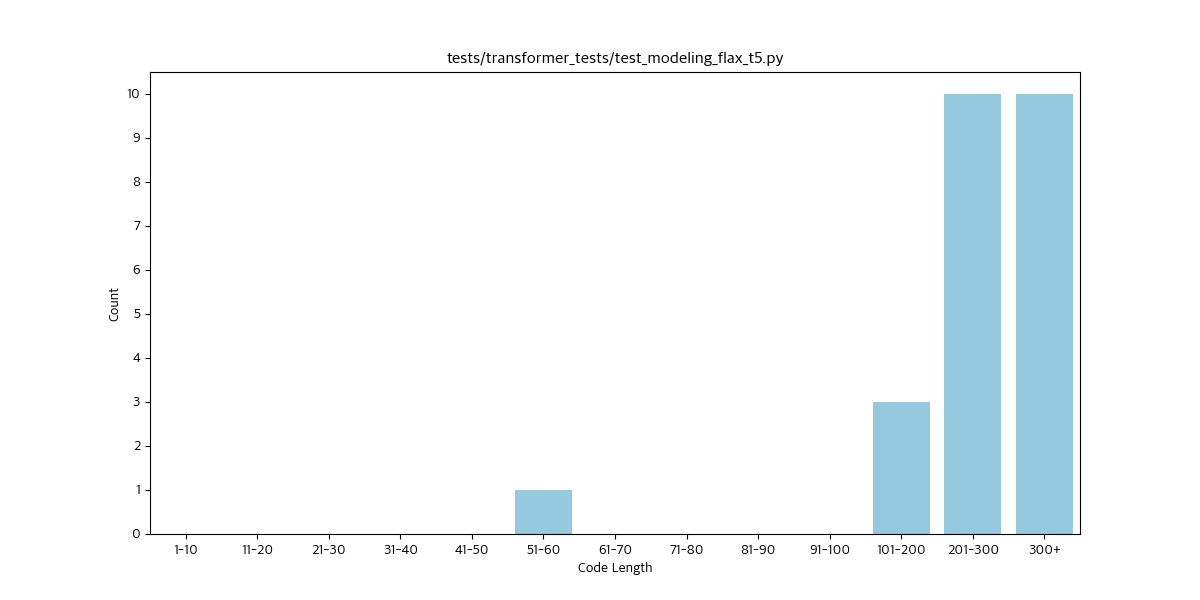 tests/transformer_tests/test_modeling_flax_t5.py
10
9
8
7
6
5
4
3
2
1
0
Count
1-10 11-20 21-30 31-40 41-50 51-60 61-70 71-80 81-90 91-100 101-200 201-300 300+
Code Length